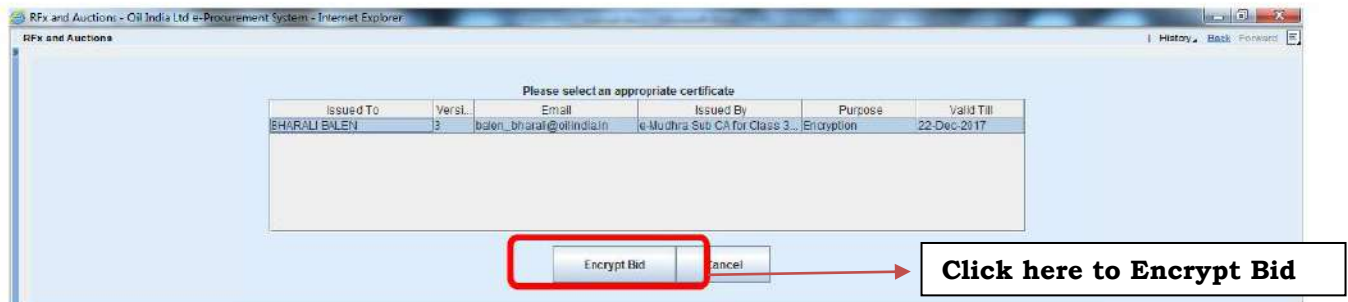 RFx and Auctions - Oil India Ltd e-Procurement System - Internet Explorer
RFx and Auctions
History Back Forward
Please select an appropriate certificate
Issued To Versi... Email Issued By Purpose Valid Till
BHARALI BALEN 3 balen_bharali@oilindia.in e-Mudhra Sub CA for Class 3... Encryption 22-Dec-2017
Encrypt Bid Cancel
Click here to Encrypt Bid